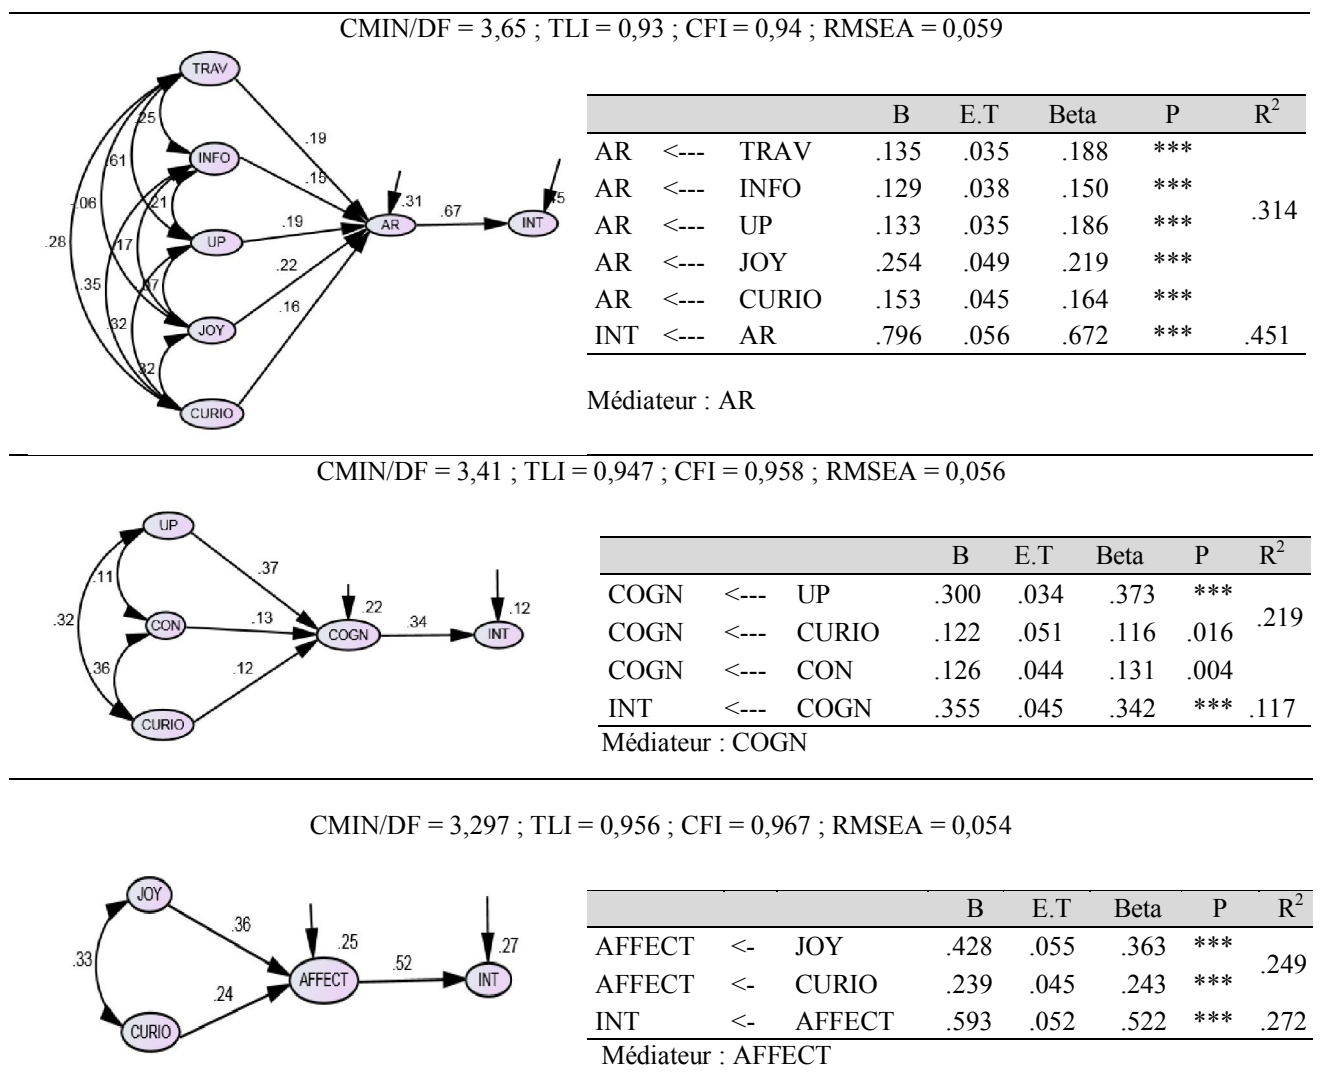 CMIN/DF = 3,65 ; TLI = 0,93 ; CFI = 0,94 ; RMSEA = 0,059
TRAV
INFO
UP
JOY
CURIO
AR
INT
.25
.61
.06
.28
.21
.17
.35
.32
.19
.15
.19
.22
.16
.31
.67
B E.T Beta P R²
AR <--- TRAV .135 .035 .188 ***
AR <--- INFO .129 .038 .150 ***
AR <--- UP .133 .035 .186 ***
.314
AR <--- JOY .254 .049 .219 ***
AR <--- CURIO .153 .045 .164 ***
INT <--- AR .796 .056 .672 *** .451
Médiateur : AR
CMIN/DF = 3,41 ; TLI = 0,947 ; CFI = 0,958 ; RMSEA = 0,056
UP
CON
CURIO
COGN
INT
.11
.32
.36
.37
.13
.12
.22
.34
.12
B E.T Beta P R²
COGN <--- UP .300 .034 .373 ***
.219
COGN <--- CURIO .122 .051 .116 .016
COGN <--- CON .126 .044 .131 .004
INT <--- COGN .355 .045 .342 *** .117
Médiateur : COGN
CMIN/DF = 3,297 ; TLI = 0,956 ; CFI = 0,967 ; RMSEA = 0,054
JOY
CURIO
AFFECT
INT
.33
.36
.24
.25
.52
.27
B E.T Beta P R²
AFFECT <- JOY .428 .055 .363 ***
.249
AFFECT <- CURIO .239 .045 .243 ***
INT <- AFFECT .593 .052 .522 *** .272
Médiateur : AFFECT